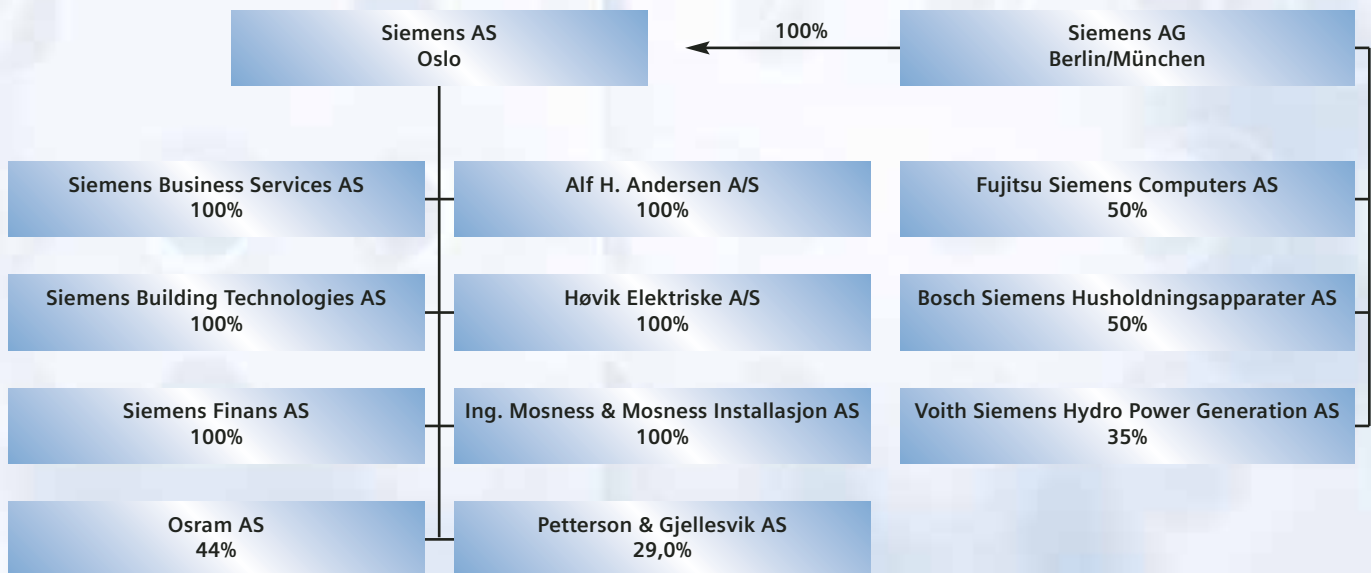 Siemens AS
Oslo
100%
Siemens AG
Berlin/München
Siemens Business Services AS
100%
Alf H. Andersen A/S
100%
Fujitsu Siemens Computers AS
50%
Siemens Building Technologies AS
100%
Høvik Elektriske A/S
100%
Bosch Siemens Husholdningsapparater AS
50%
Siemens Finans AS
100%
Ing. Mosness & Mosness Installasjon AS
100%
Voith Siemens Hydro Power Generation AS
35%
Osram AS
44%
Petterson & Gjellesvik AS
29,0%